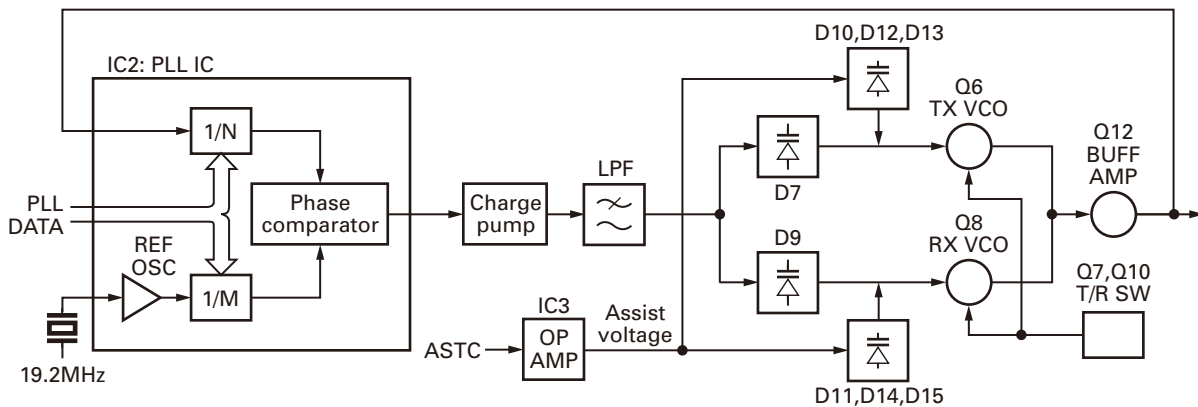 D10,D12,D13
IC2: PLL IC
Q6
TX VCO
1/N
Q12
BUFF
AMP
LPF
D7
PLL
DATA
Phase
comparator
Charge
pump
REF
OSC
D9
Q8
RX VCO
1/M
Q7,Q10
T/R SW
IC3
OP
AMP
Assist
voltage
ASTC
19.2MHz
D11,D14,D15